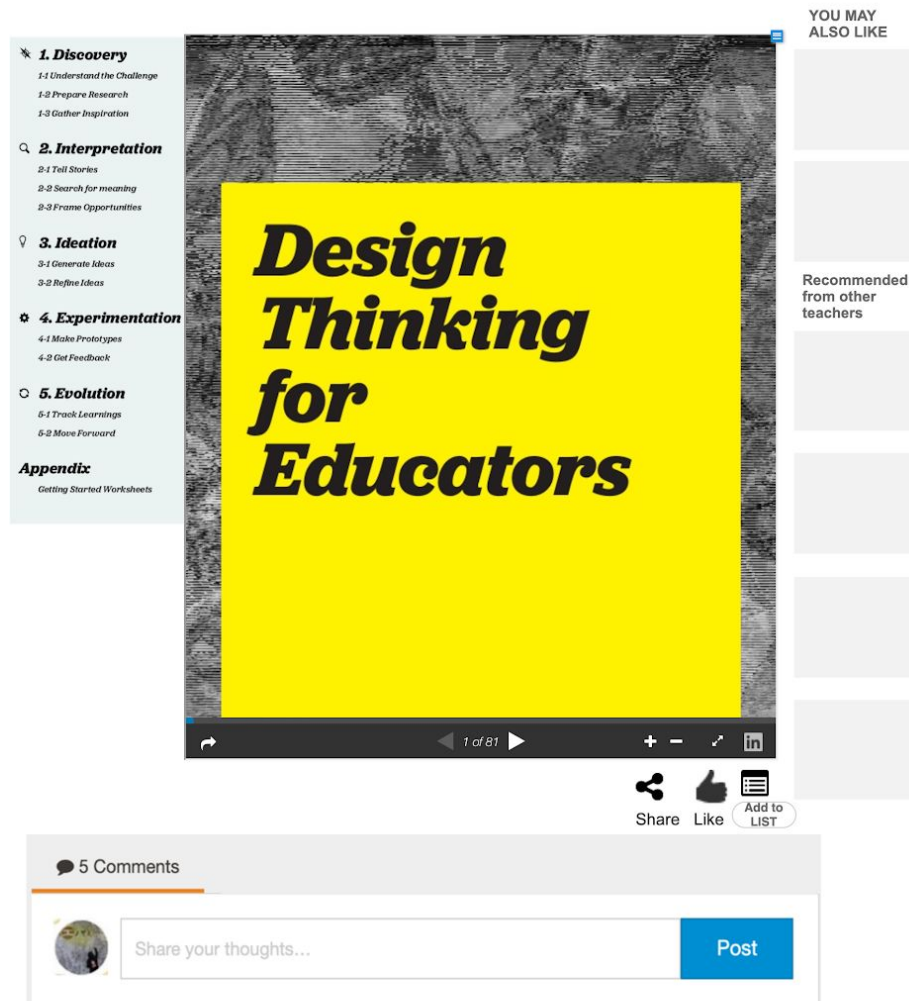 1. Discovery
1-1 Understand the Challenge
1-2 Prepare Research
1-3 Gather Inspiration
2. Interpretation
2-1 Tell Stories
2-2 Search for meaning
2-3 Frame Opportunities
3. Ideation
3-1 Generate Ideas
3-2 Refine Ideas
4. Experimentation
4-1 Make Prototypes
4-2 Get Feedback
5. Evolution
5-1 Track Learnings
5-2 Move Forward
Appendix
Getting Started Worksheets
Design
Thinking
for
Educators
1 of 81
in
YOU MAY
ALSO LIKE
Recommended
from other
teachers
Share
Like
Add to
LIST
5 Comments
Share your thoughts...
Post